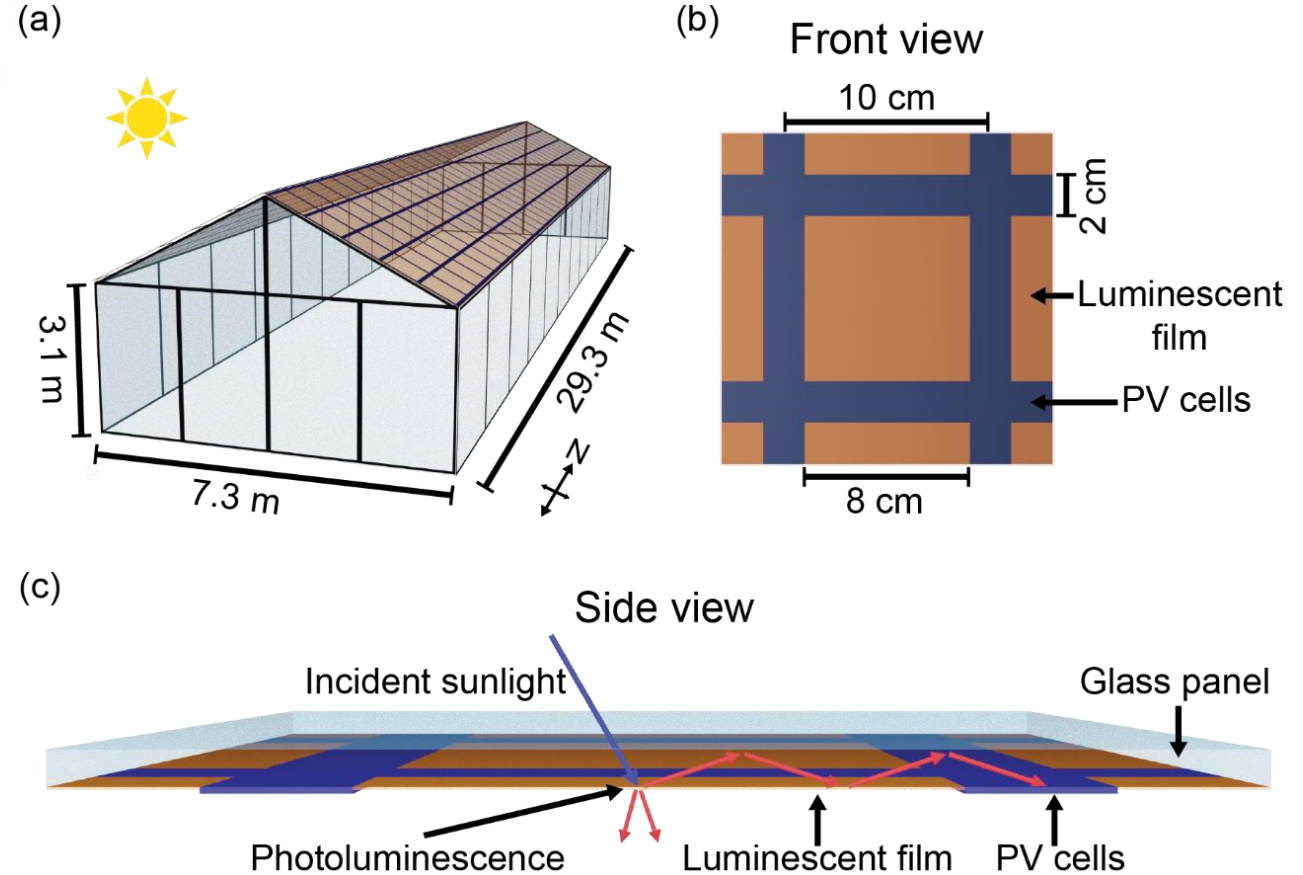 (a)
3.1 m
7.3 m
29.3 m
N
(b)
Front view
10 cm
2 cm
Luminescent
film
PV cells
8 cm
(c)
Side view
Incident sunlight
Glass panel
Photoluminescence
Luminescent film
PV cells